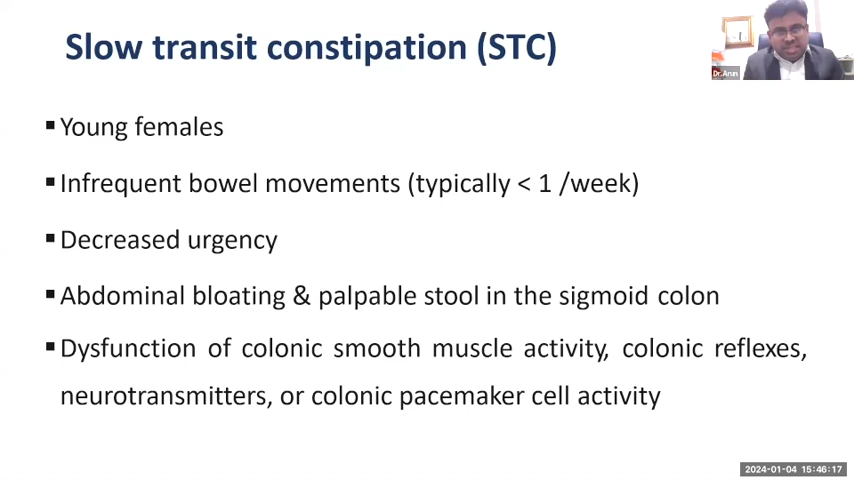 Slow transit constipation (STC)
Dr.Arun
▪Young females
▪Infrequent bowel movements (typically < 1 /week)
▪Decreased urgency
▪Abdominal bloating & palpable stool in the sigmoid colon
▪Dysfunction of colonic smooth muscle activity, colonic reflexes,
neurotransmitters, or colonic pacemaker cell activity
2024-01-04 15:46:17